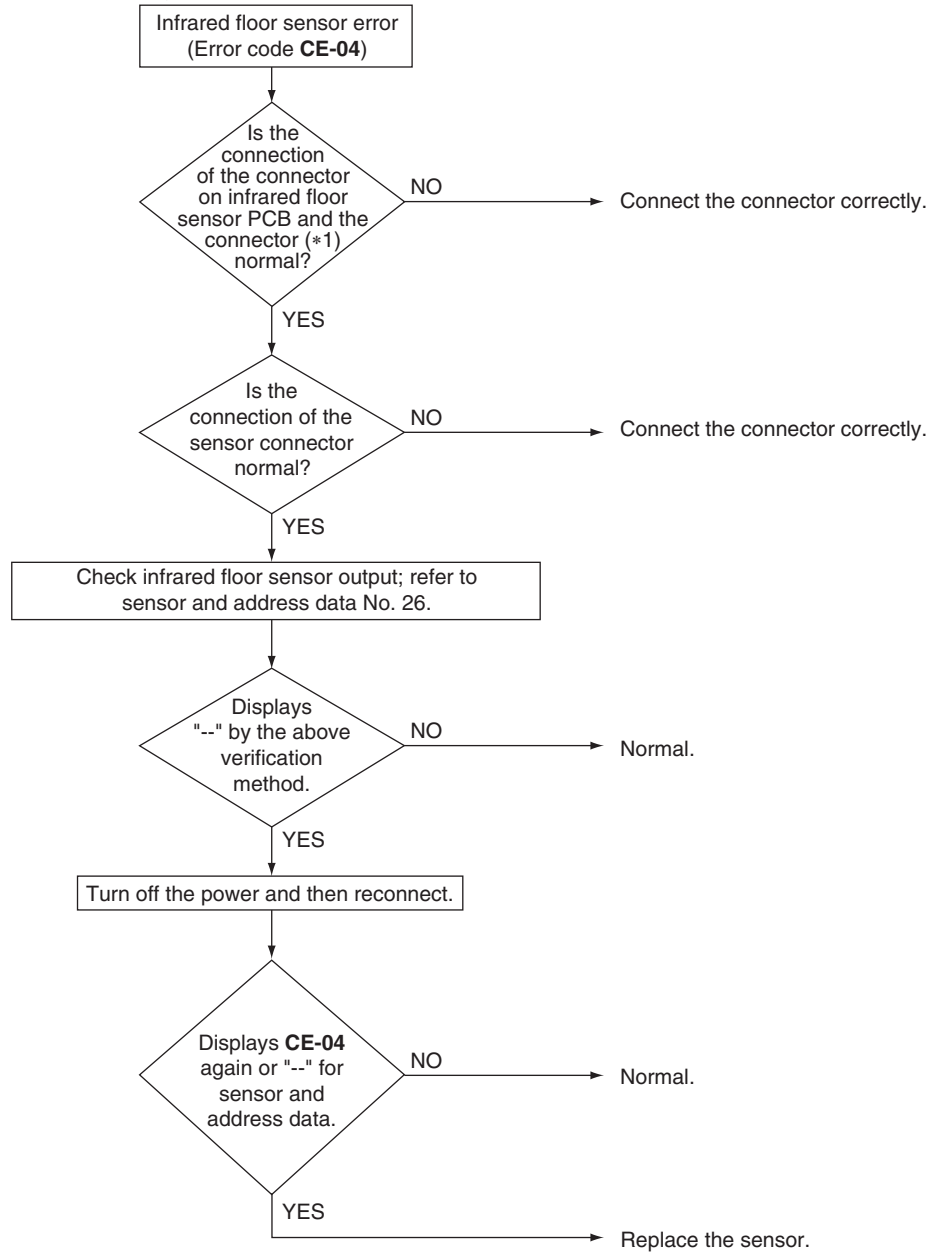 Infrared floor sensor error
(Error code CE-04)
Is the
connection
of the connector
on infrared floor
sensor PCB and the
connector (∗1)
normal?
NO
Connect the connector correctly.
YES
Is the
connection of the
sensor connector
normal?
NO
Connect the connector correctly.
YES
Check infrared floor sensor output; refer to
sensor and address data No. 26.
Displays
"--" by the above
verification
method.
NO
Normal.
YES
Turn off the power and then reconnect.
Displays CE-04
again or "--" for
sensor and
address data.
NO
Normal.
YES
Replace the sensor.